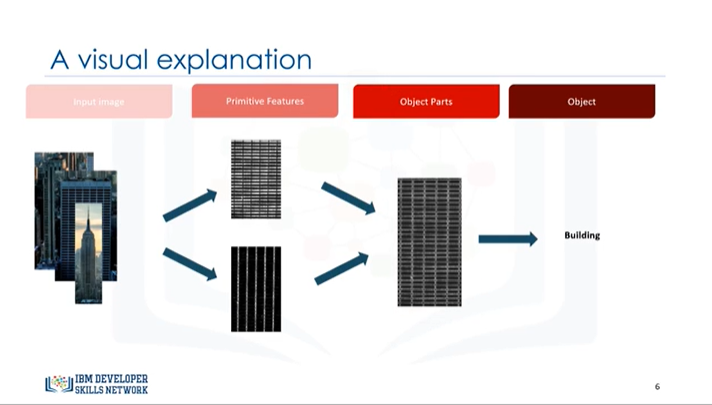 A visual explanation
Input Image
Primitive Features
Object Parts
Object
Building
IBM DEVELOPER
SKILLS NETWORK
6